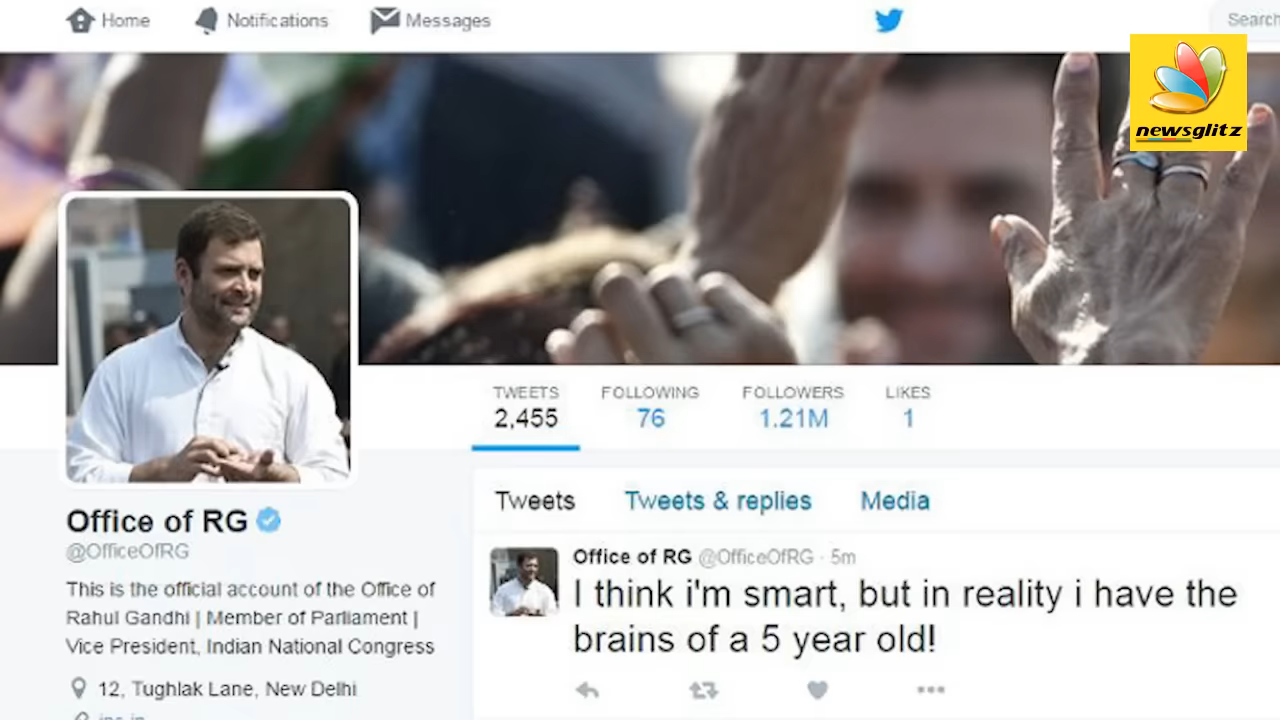 Home Notifications Messages Search
newsglitz
TWEETS FOLLOWING FOLLOWERS LIKES
2,455 76 1.21M 1
Tweets Tweets & replies Media
Office of RG
@OfficeOfRG
This is the official account of the Office of
Rahul Gandhi | Member of Parliament |
Vice President, Indian National Congress
12, Tughlak Lane, New Delhi
Office of RG @OfficeOfRG · 5m
I think i'm smart, but in reality i have the
brains of a 5 year old!